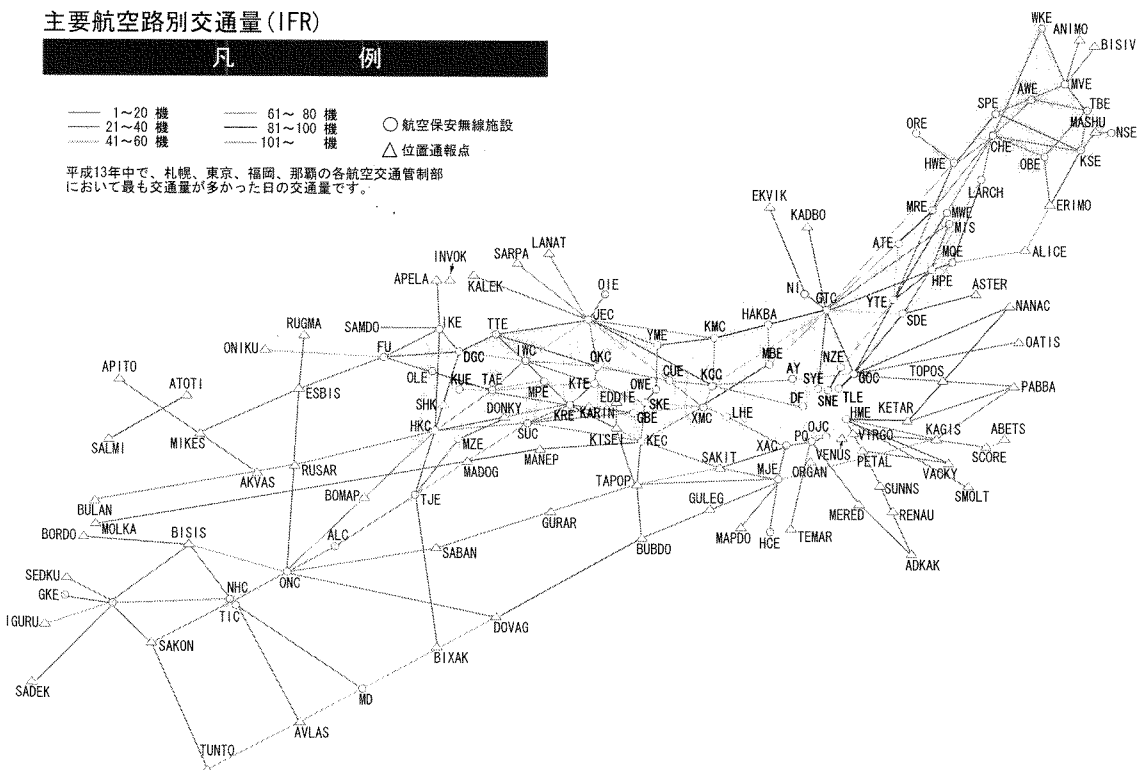 主要航空路別交通量(IFR)
凡 例
1～20 機
21～40 機
41～60 機
61～ 80 機
81～100 機
101～ 機
○航空保安無線施設
△位置通報点
平成13年中で、札幌、東京、福岡、那覇の各航空交通管制部
において最も交通量が多かった日の交通量です。
WKE
ANIMO
BISIV
MVE
AWE
SPE
TBE
MASHU
NSE
ORE
CHE
OBE
KSE
HWE
LARCH
ERIMO
MRE
MWE
MIS
EKVIK
KADBO
ATE
MQE
ALICE
LANAT
SARPA
INVOK
APELA
KALEK
OIE
NI
GTC
YTE
HPE
ASTER
NANAC
JEC
HAKBA
SDE
RUGMA
SAMDO
IKE
TTE
YME
KMC
OATIS
ONIKU
FU
DGC
IWC
OKC
MBE
NZE
GOC
TOPOS
APITO
ATOTI
OLE
KUE
TAE
MPE
KTE
CUE
KCC
AY
SYE
PABBA
ESBIS
OWE
SNE
TLE
SHK
DONKY
KRE
KARIN
EDDIE
SKE
GBE
XMC
LHE
DF
HME
KETAR
HKC
SUC
KITSEI
KEC
OJC
VIRGO
KAGIS
ABETS
SALMI
MIKES
MZE
MANEP
XAC
PQ
VENUS
PETAL
SCORE
AKVAS
RUSAR
MADOG
SAKIT
MJE
ORGAN
VACKY
BULAN
BOMAP
TJE
TAPOP
GULEG
SUNNS
SMOLT
MOLKA
BORDO
BISIS
ALC
GURAR
MAPDO
HCE
TEMAR
MERED
RENAU
SEDKU
ONC
SABAN
BUBDO
ADKAK
GKE
NHC
IGURU
TIC
DOVAG
SAKON
BIXAK
SADEK
MD
AVLAS
TUNTO